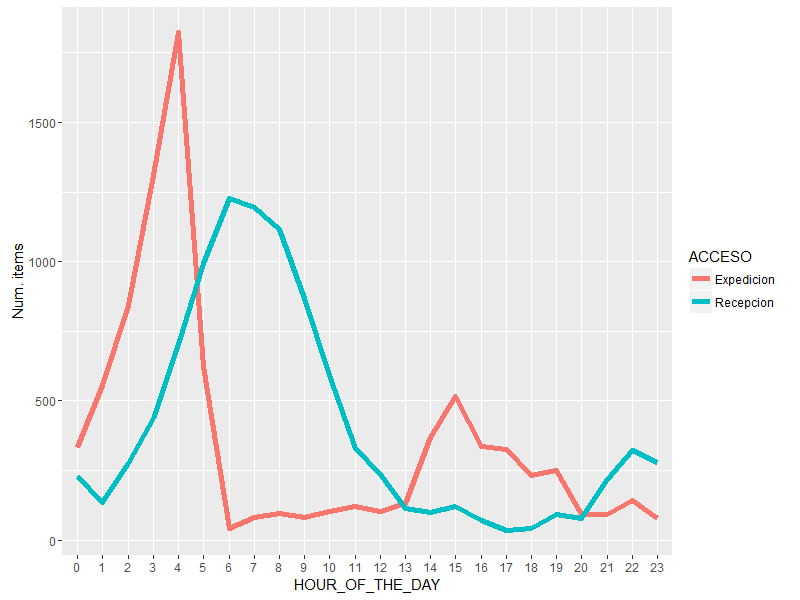 Num. items
1500
1000
500
0
0 1 2 3 4 5 6 7 8 9 10 11 12 13 14 15 16 17 18 19 20 21 22 23
HOUR_OF_THE_DAY
ACCESO
Expedicion
Recepcion